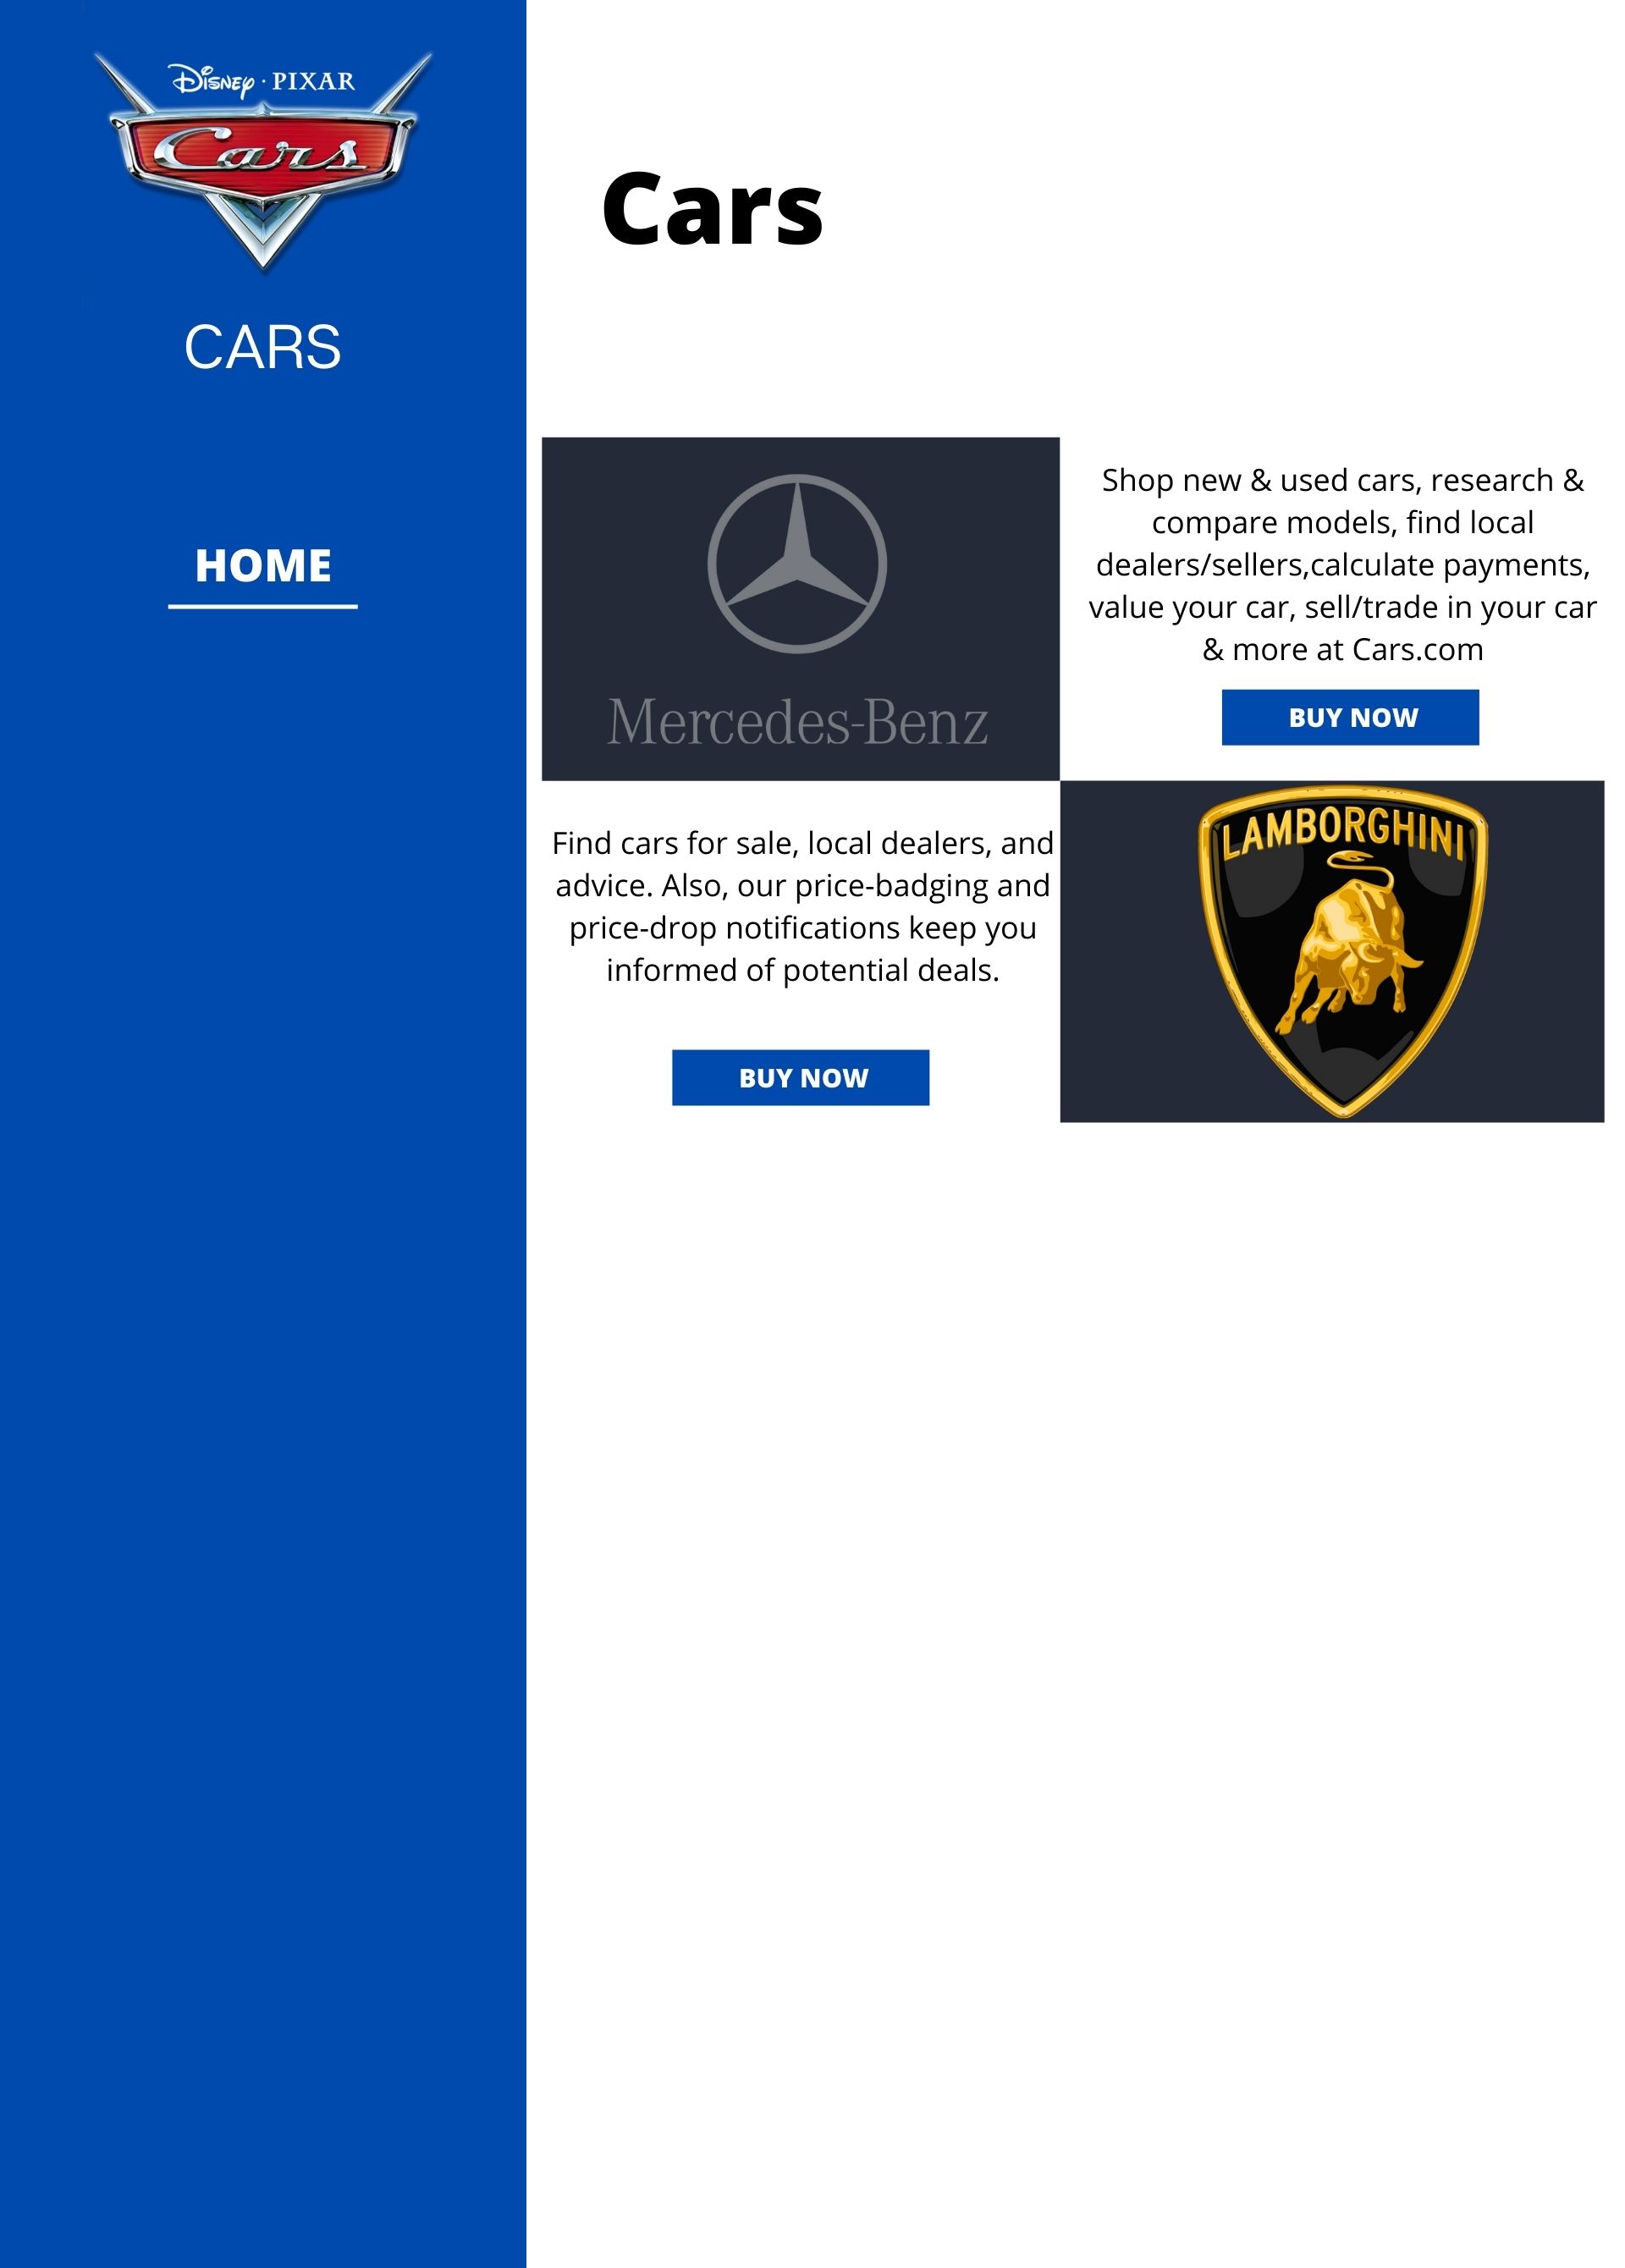 Disney · PIXAR
Cars
CARS
HOME
Cars
Mercedes-Benz
Shop new & used cars, research &
compare models, find local
dealers/sellers,calculate payments,
value your car, sell/trade in your car
& more at Cars.com
BUY NOW
Find cars for sale, local dealers, and
advice. Also, our price-badging and
price-drop notifications keep you
informed of potential deals.
BUY NOW
LAMBORGHINI